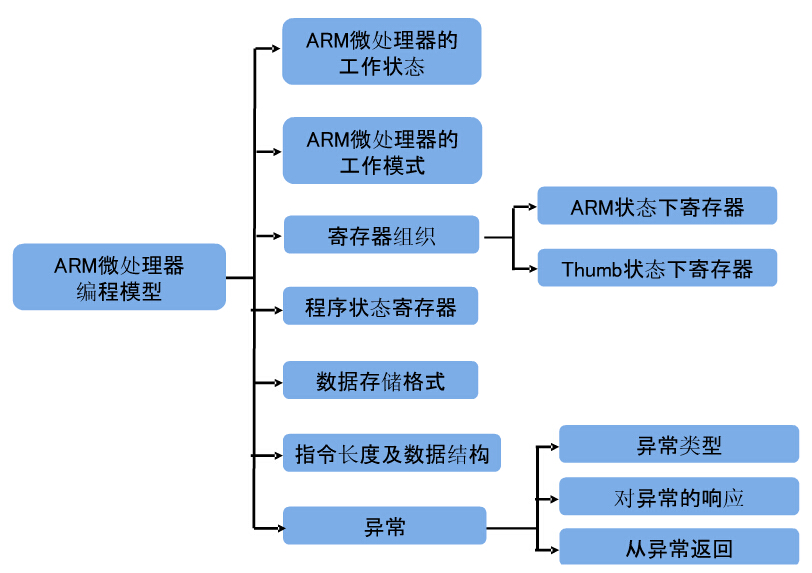 ARM微处理器的
工作状态
ARM微处理器的
工作模式
ARM状态下寄存器
寄存器组织
ARM微处理器
编程模型
Thumb状态下寄存器
程序状态寄存器
数据存储格式
异常类型
指令长度及数据结构
对异常的响应
异常
从异常返回